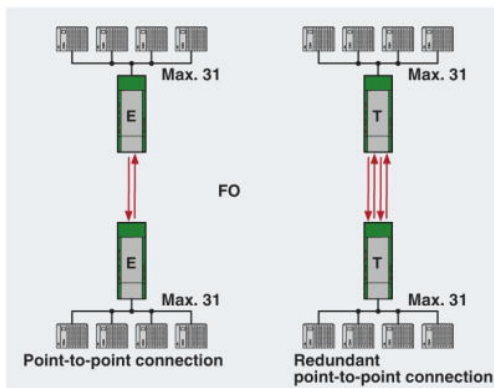 Max. 31
Max. 31
E
T
FO
E
T
Max. 31
Max. 31
Point-to-point connection
Redundant
point-to-point connection